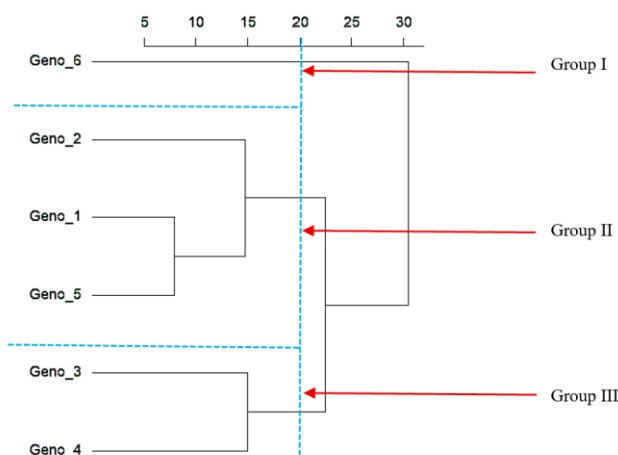 5 10 15 20 25 30
Geno_6
Group I
Geno_2
Geno_1
Group II
Geno_5
Geno_3
Group III
Geno_4